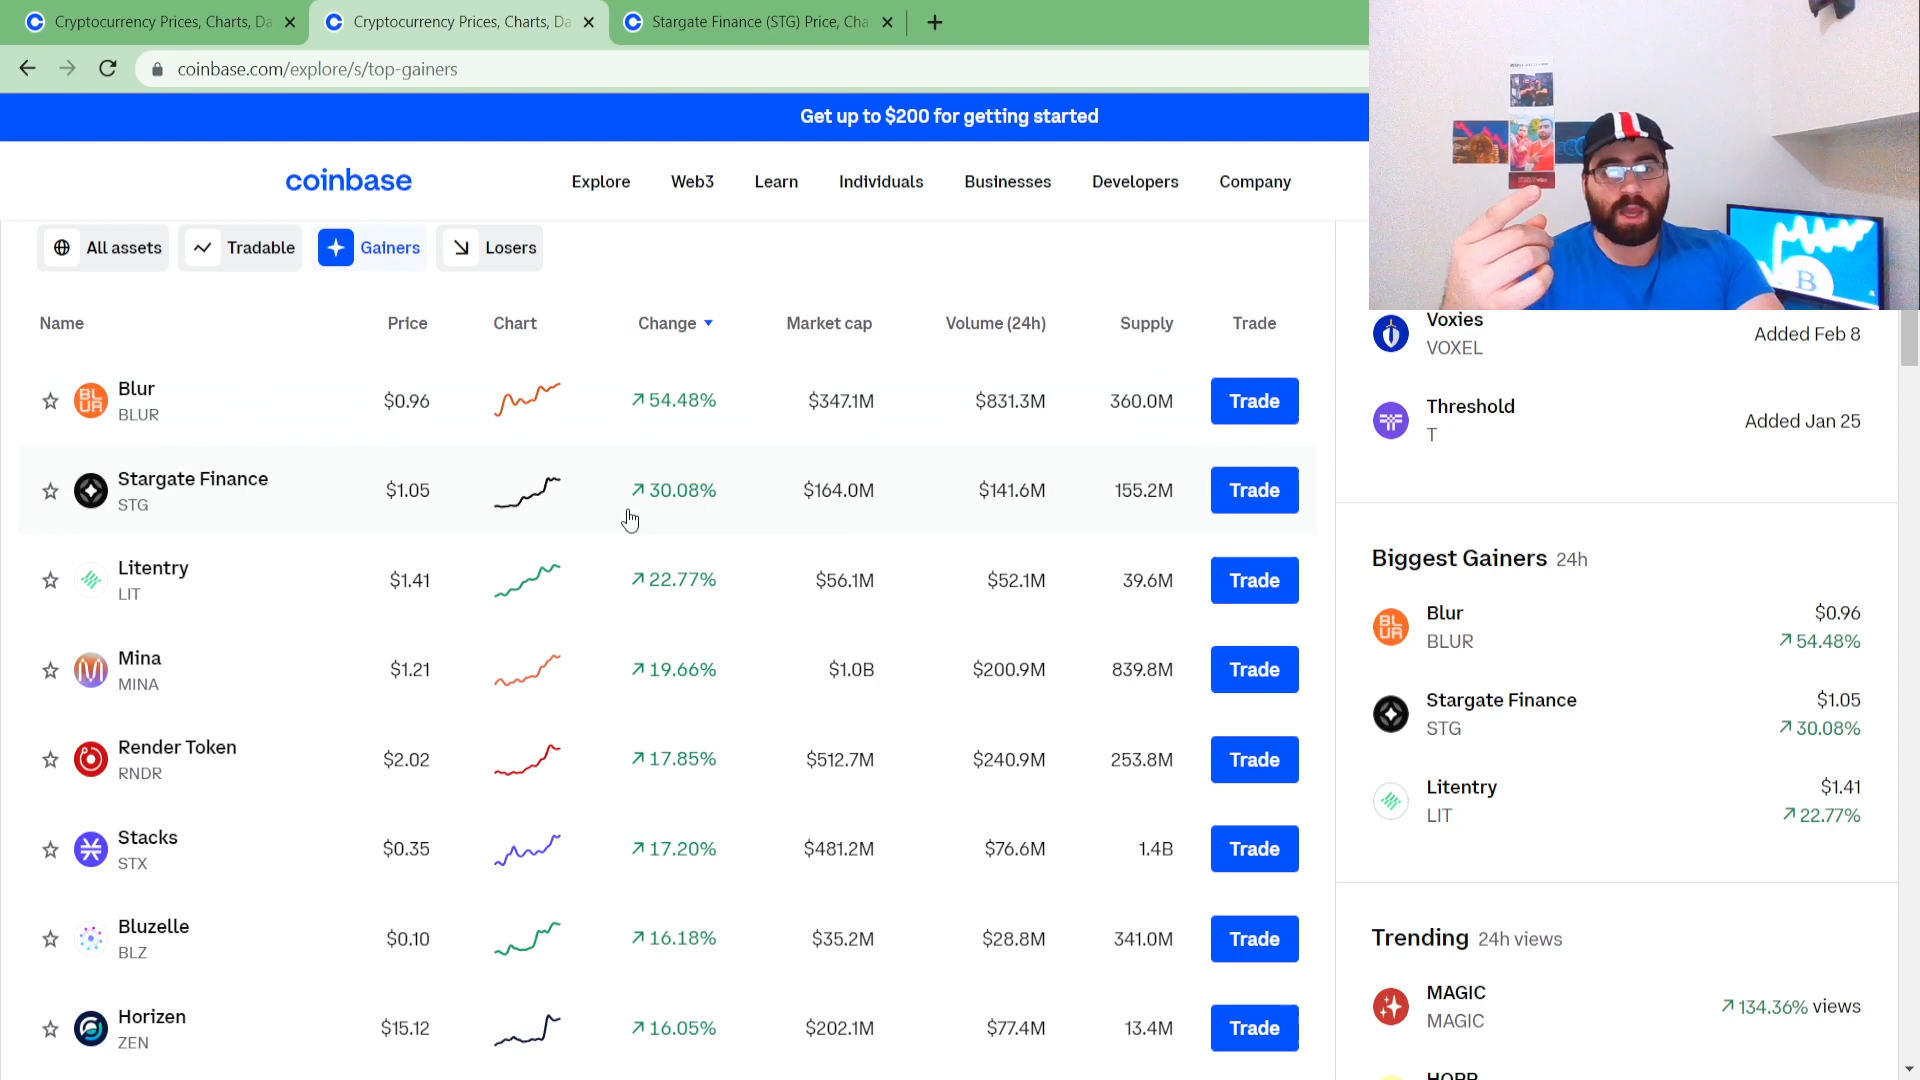 Cryptocurrency Prices, Charts, Da
Cryptocurrency Prices, Charts, Da
Stargate Finance (STG) Price, Cha
coinbase.com/explore/s/top-gainers
Get up to $200 for getting started
coinbase
Explore
Web3
Learn
Individuals
Businesses
Developers
Company
All assets
Tradable
Gainers
Losers
Name
Price
Chart
Change
Market cap
Volume (24h)
Supply
Trade
BLUR
Blur
BLUR
$0.96
54.48%
$347.1M
$831.3M
360.0M
Trade
Stargate Finance
STG
$1.05
30.08%
$164.0M
$141.6M
155.2M
Trade
Litentry
LIT
$1.41
22.77%
$56.1M
$52.1M
39.6M
Trade
Mina
MINA
$1.21
19.66%
$1.0B
$200.9M
839.8M
Trade
Render Token
RNDR
$2.02
17.85%
$512.7M
$240.9M
253.8M
Trade
Stacks
STX
$0.35
17.20%
$481.2M
$76.6M
1.4B
Trade
Bluzelle
BLZ
$0.10
16.18%
$35.2M
$28.8M
341.0M
Trade
Horizen
ZEN
$15.12
16.05%
$202.1M
$77.4M
13.4M
Trade
B
Voxies
VOXEL
Added Feb 8
Threshold
T
Added Jan 25
Biggest Gainers 24h
BLUR
Blur
BLUR
$0.96
54.48%
Stargate Finance
STG
$1.05
30.08%
Litentry
LIT
$1.41
22.77%
Trending 24h views
MAGIC
MAGIC
134.36% views